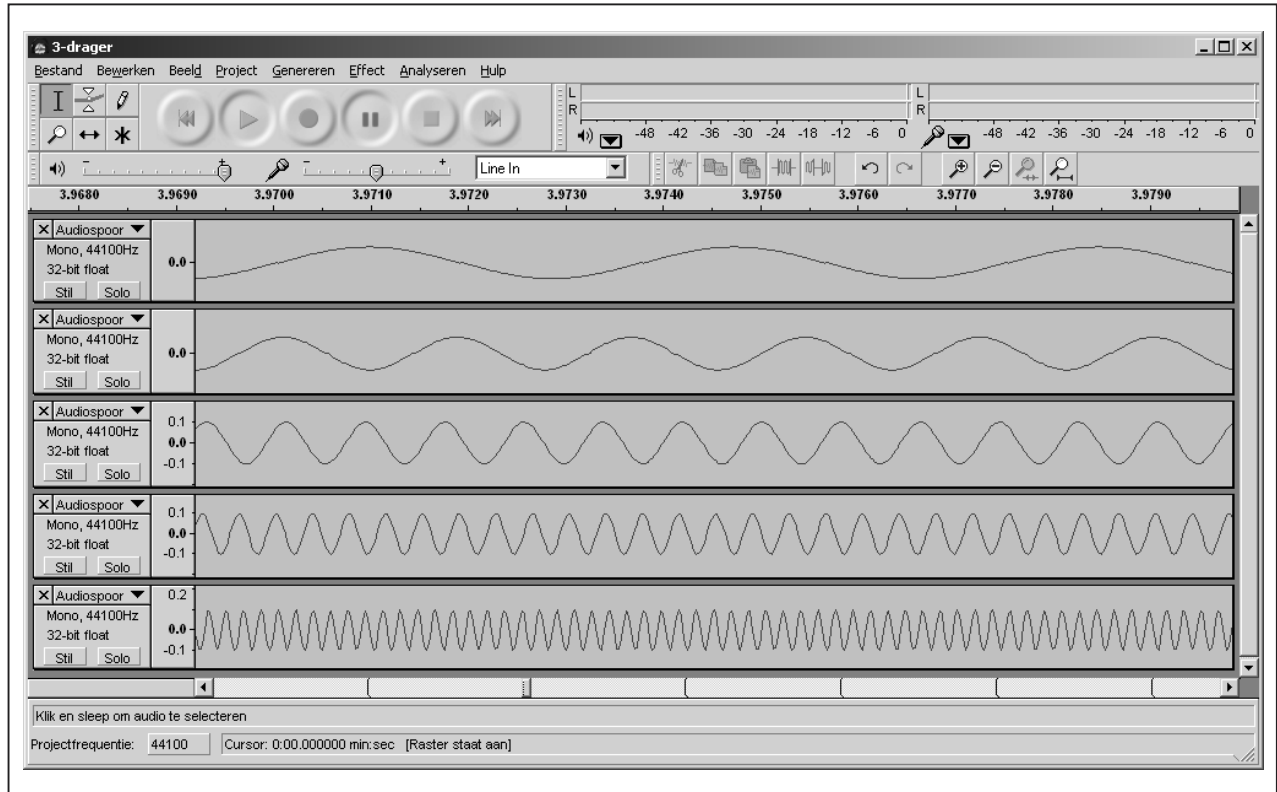 3-drager
Bestand Bewerken Beeld Project Genereren Effect Analyseren Hulp
L
R
-48 -42 -36 -30 -24 -18 -12 -6 0
L
R
-48 -42 -36 -30 -24 -18 -12 -6 0
- +
- +
Line In
3.9680 3.9690 3.9700 3.9710 3.9720 3.9730 3.9740 3.9750 3.9760 3.9770 3.9780 3.9790
X Audiospoor
Mono, 44100Hz
32-bit float
Stil Solo
0.0
X Audiospoor
Mono, 44100Hz
32-bit float
Stil Solo
0.0
X Audiospoor
Mono, 44100Hz
32-bit float
Stil Solo
0.1
0.0
-0.1
X Audiospoor
Mono, 44100Hz
32-bit float
Stil Solo
0.1
0.0
-0.1
X Audiospoor
Mono, 44100Hz
32-bit float
Stil Solo
0.2
0.0
-0.1
Klik en sleep om audio te selecteren
Projectfrequentie: 44100 Cursor: 0:00.000000 min:sec [Raster staat aan]